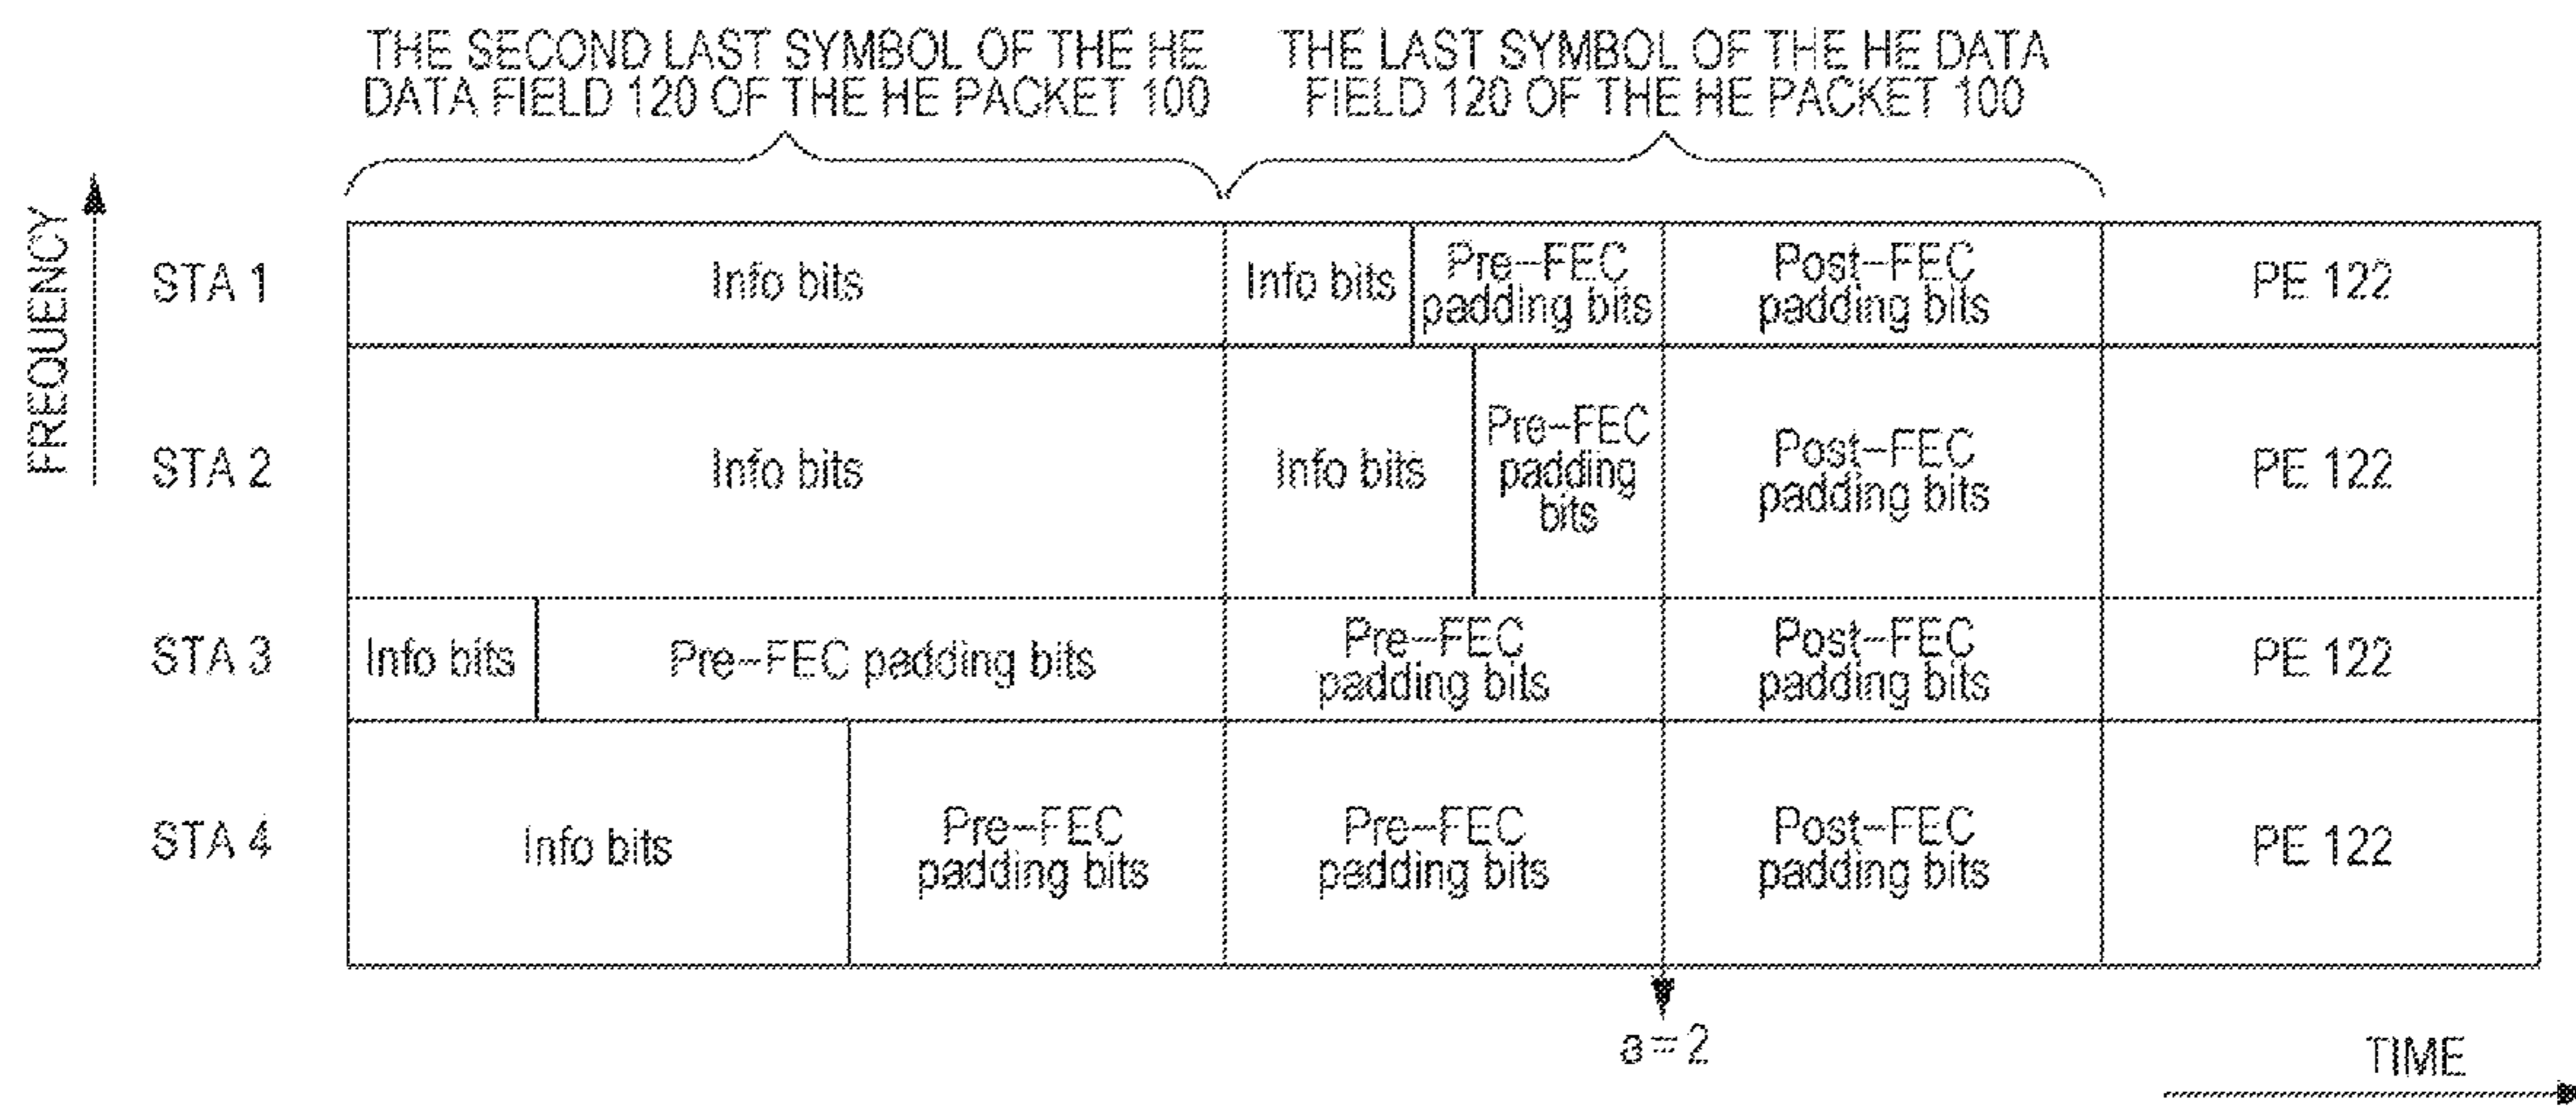 THE SECOND LAST SYMBOL OF THE HE
DATA FIELD 120 OF THE HE PACKET 100
THE LAST SYMBOL OF THE HE DATA
FIELD 120 OF THE HE PACKET 100
FREQUENCY
STA 1
Info bits
Info bits
Pre-FEC
padding bits
Post-FEC
padding bits
PE 122
STA 2
Info bits
Info bits
Pre-FEC
padding
bits
Post-FEC
padding bits
PE 122
STA 3
Info bits
Pre-FEC padding bits
Pre-FEC
padding bits
Post-FEC
padding bits
PE 122
STA 4
Info bits
Pre-FEC
padding bits
Pre-FEC
padding bits
Post-FEC
padding bits
PE 122
a=2
TIME